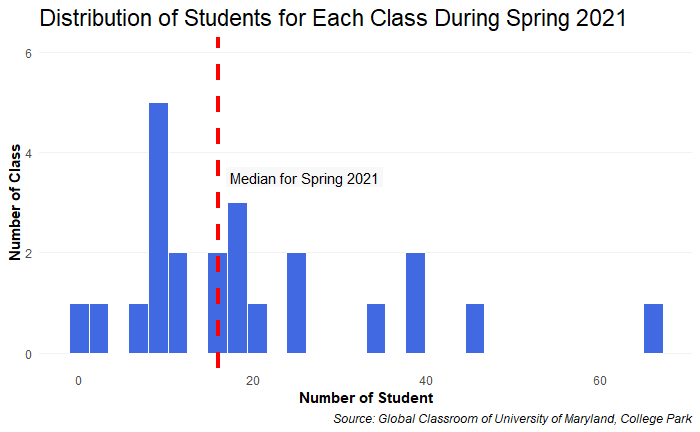 Distribution of Students for Each Class During Spring 2021
6
4
2
0
Number of Class
Median for Spring 2021
0 20 40 60
Number of Student
Source: Global Classroom of University of Maryland, College Park